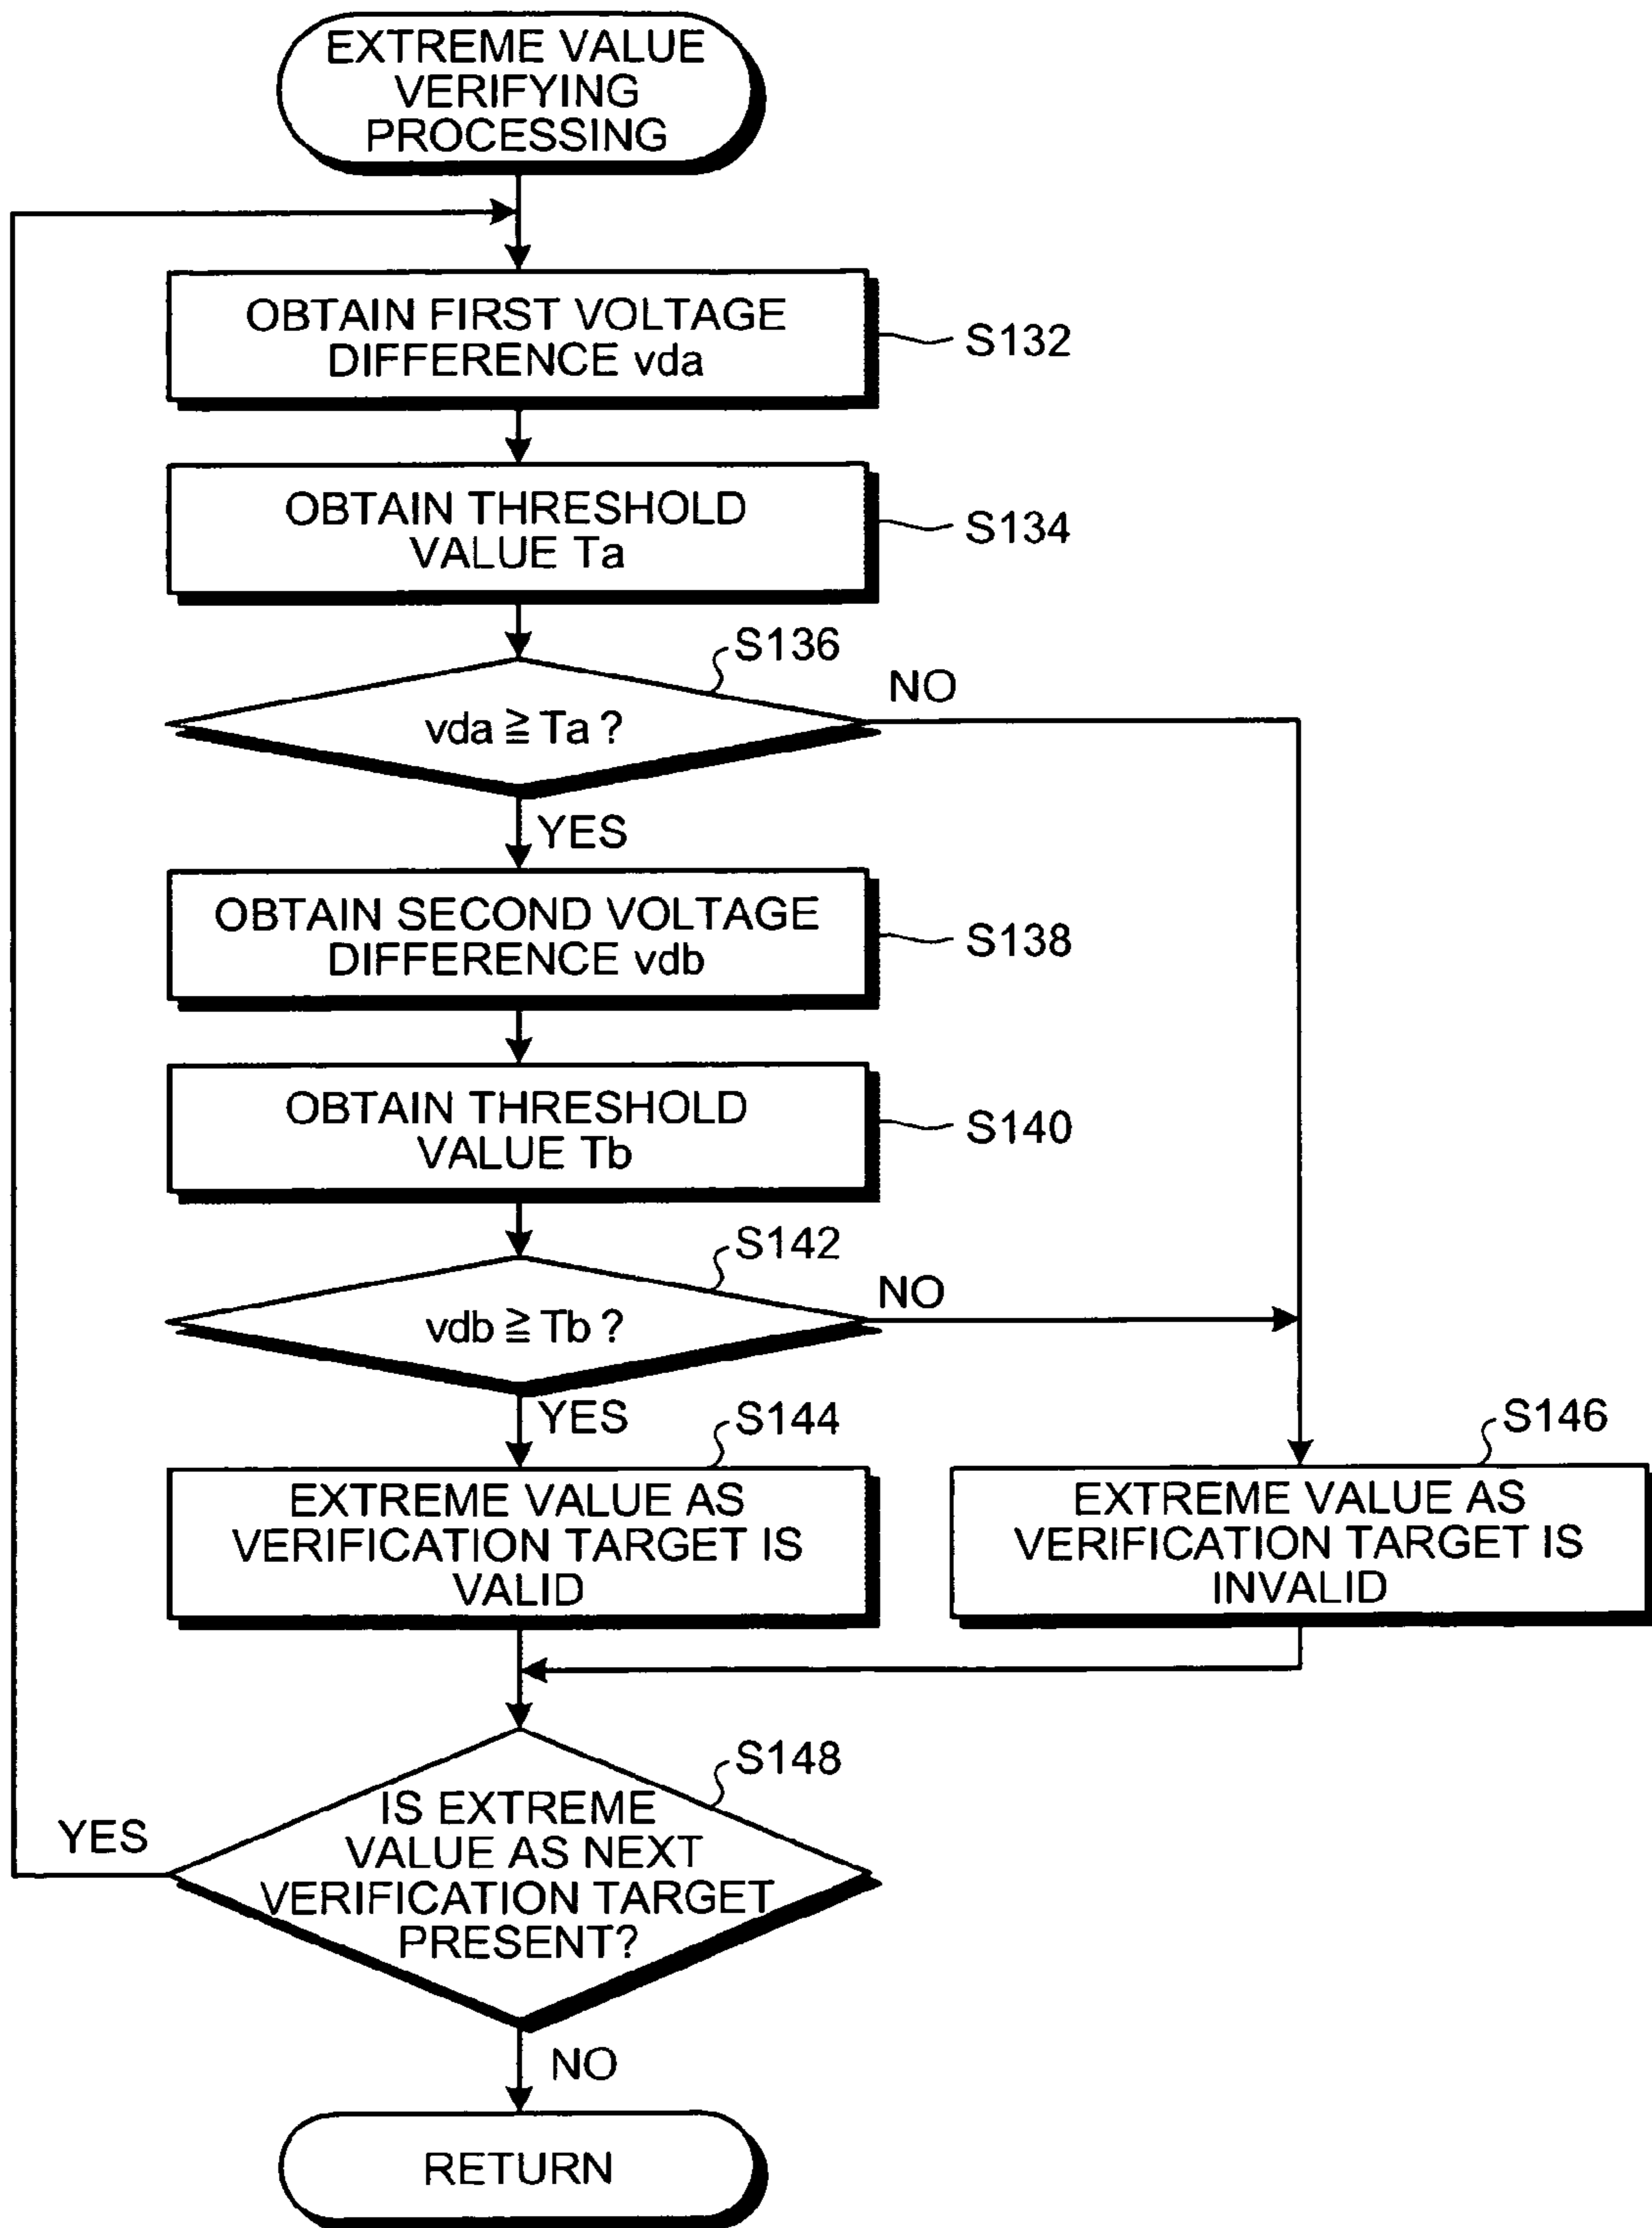 EXTREME VALUE
VERIFYING
PROCESSING
OBTAIN FIRST VOLTAGE
DIFFERENCE vda
S132
OBTAIN THRESHOLD
VALUE Ta
S134
S136
vda ≧ Ta ?
NO
YES
OBTAIN SECOND VOLTAGE
DIFFERENCE vdb
S138
OBTAIN THRESHOLD
VALUE Tb
S140
S142
vdb ≧ Tb ?
NO
YES
S144
EXTREME VALUE AS
VERIFICATION TARGET IS
VALID
S146
EXTREME VALUE AS
VERIFICATION TARGET IS
INVALID
S148
IS EXTREME
VALUE AS NEXT
VERIFICATION TARGET
PRESENT?
YES
NO
RETURN